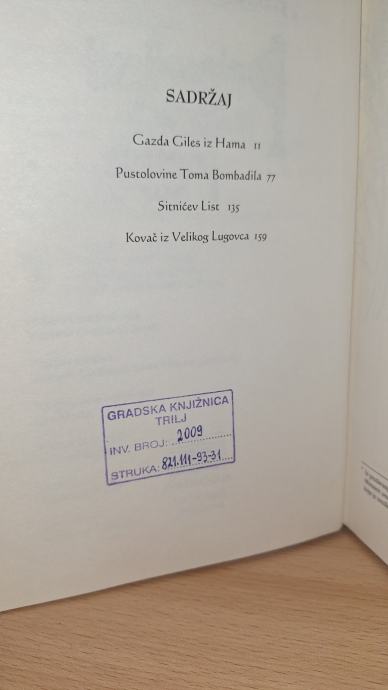 SADRŽAJ
Gazda Giles iz Hama 11
Pustolovine Toma Bombadila 77
Sitnićev List 135
Kovač iz Velikog Lugovca 159
GRADSKA KNJIŽNICA
TRILJ
INV. BROJ: 2009
STRUKA: 821.111-93-31